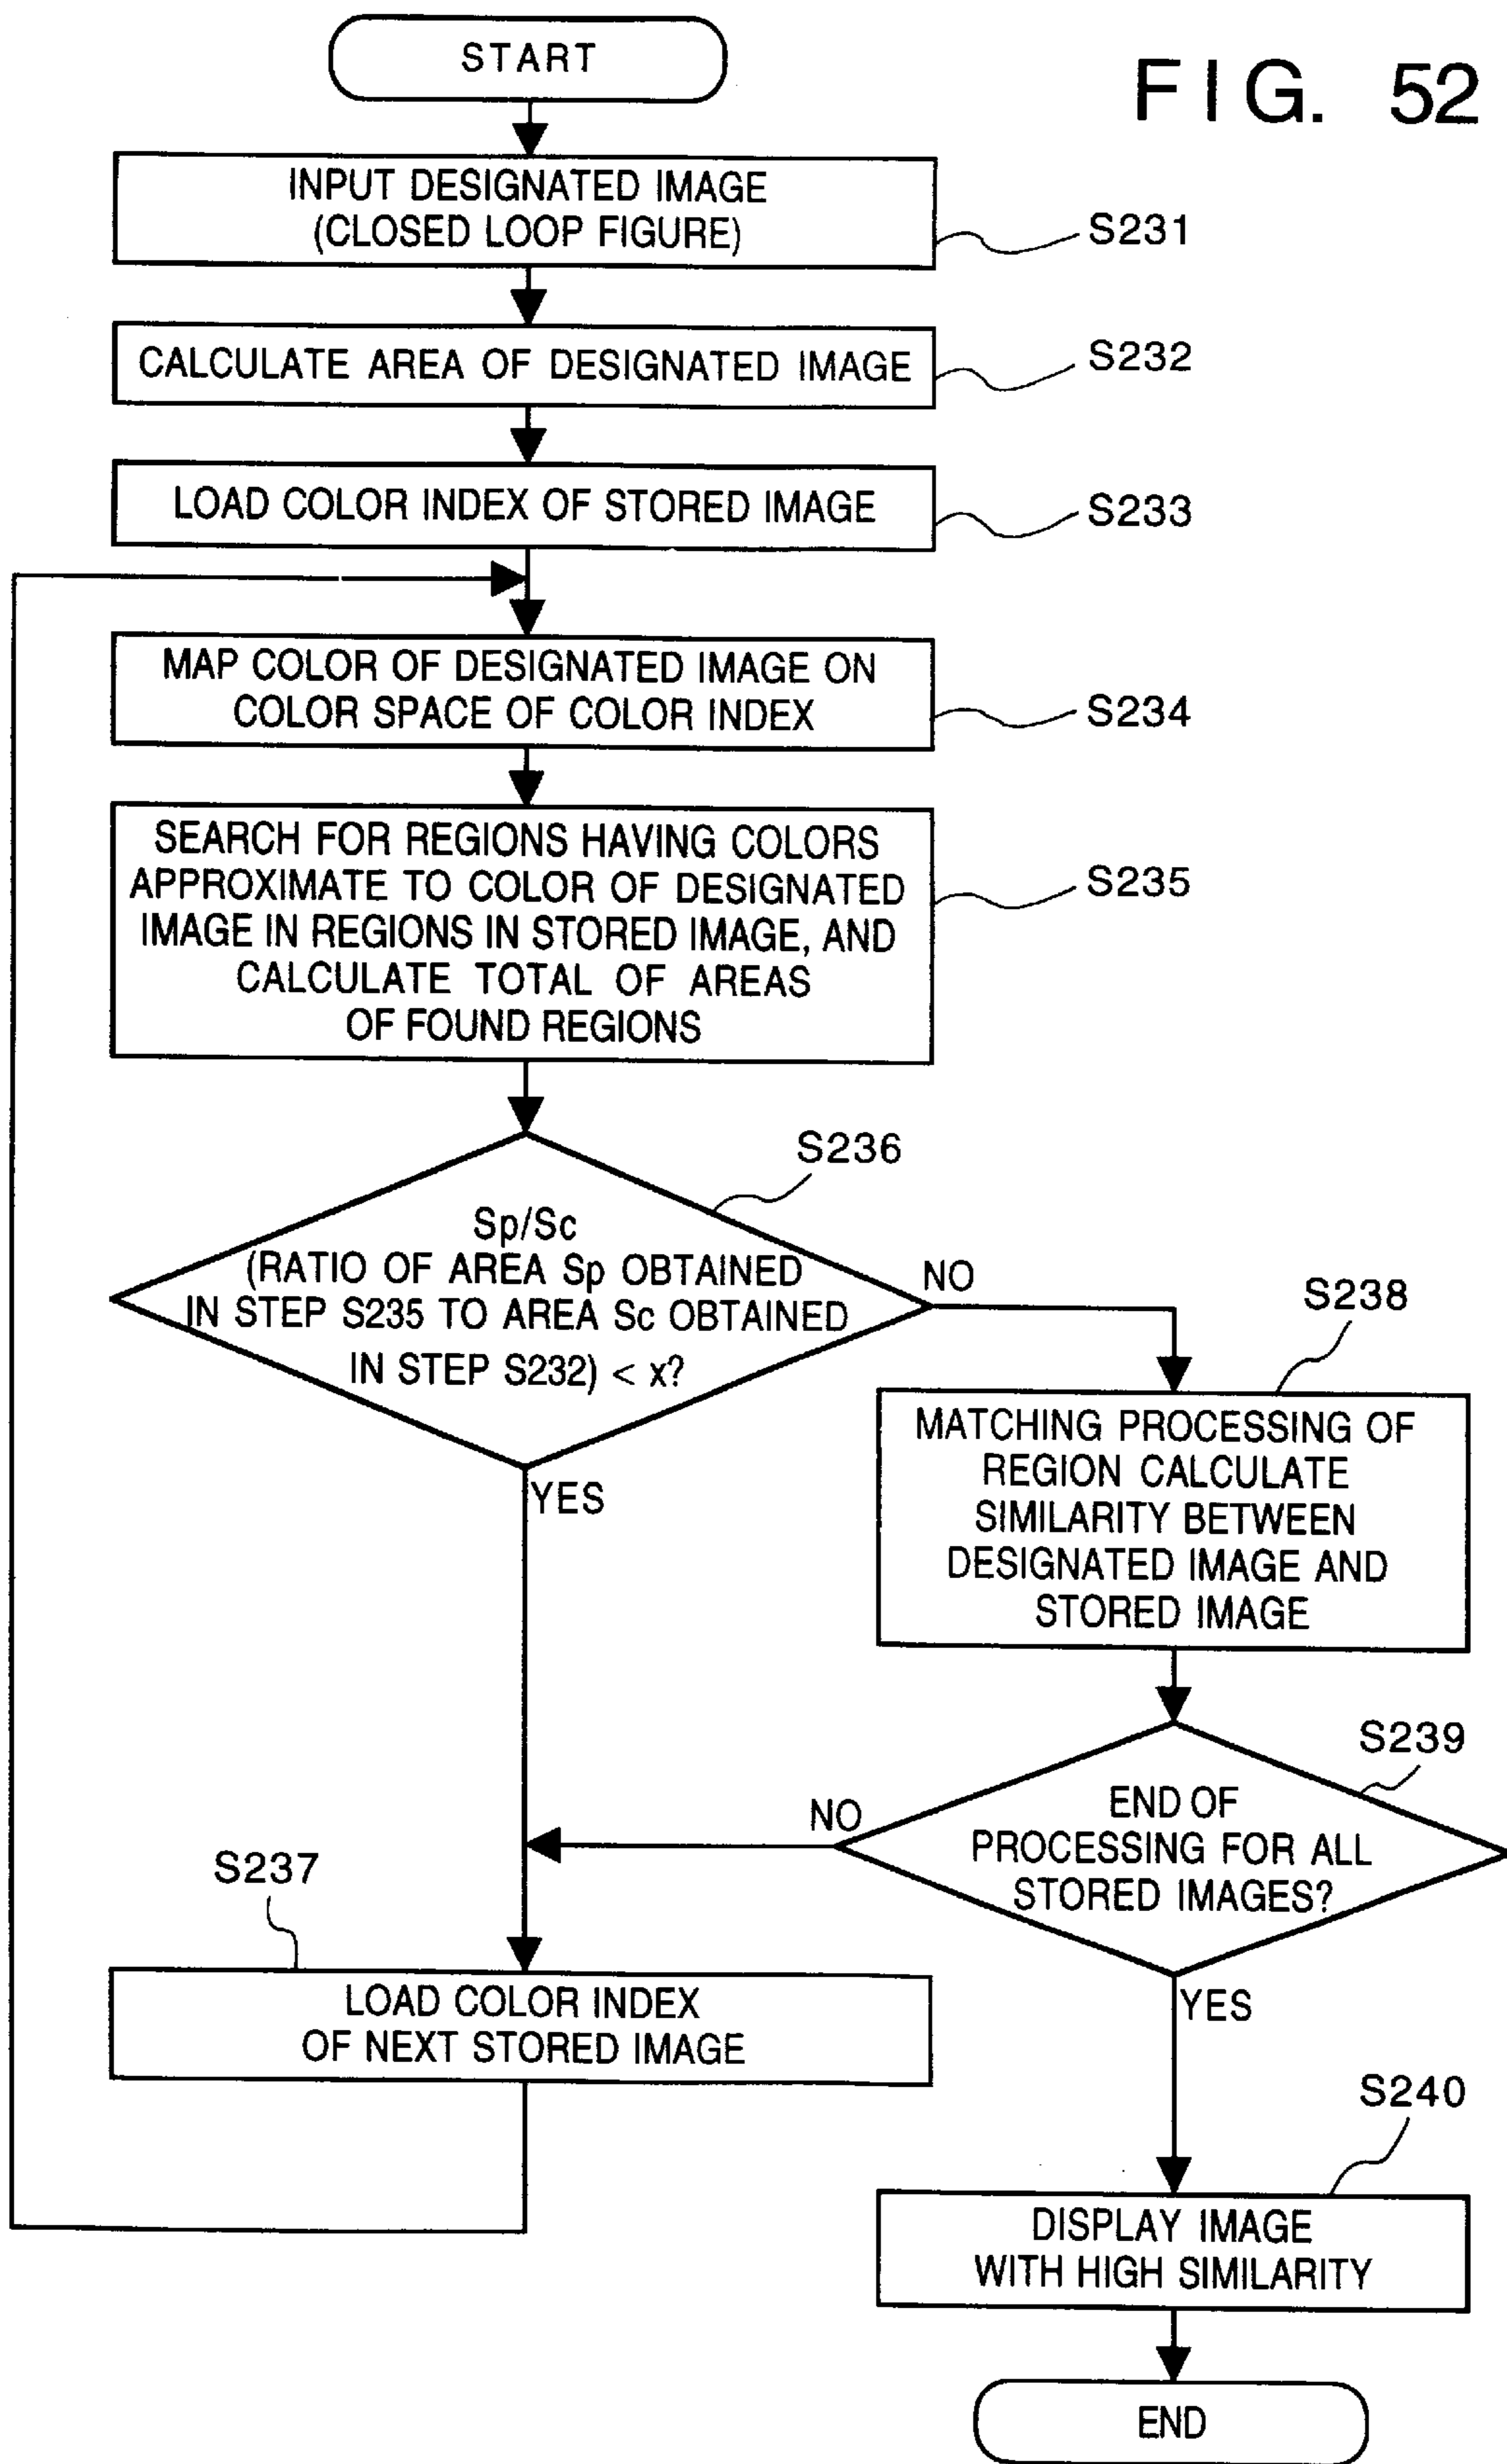 START
FIG. 52
INPUT DESIGNATED IMAGE
(CLOSED LOOP FIGURE)
S231
CALCULATE AREA OF DESIGNATED IMAGE
S232
LOAD COLOR INDEX OF STORED IMAGE
S233
MAP COLOR OF DESIGNATED IMAGE ON
COLOR SPACE OF COLOR INDEX
S234
SEARCH FOR REGIONS HAVING COLORS
APPROXIMATE TO COLOR OF DESIGNATED
IMAGE IN REGIONS IN STORED IMAGE, AND
CALCULATE TOTAL OF AREAS
OF FOUND REGIONS
S235
S236
Sp/Sc
(RATIO OF AREA Sp OBTAINED
IN STEP S235 TO AREA Sc OBTAINED
IN STEP S232) < x?
NO
YES
S238
MATCHING PROCESSING OF
REGION CALCULATE
SIMILARITY BETWEEN
DESIGNATED IMAGE AND
STORED IMAGE
S239
END OF
PROCESSING FOR ALL
STORED IMAGES?
NO
YES
S237
LOAD COLOR INDEX
OF NEXT STORED IMAGE
S240
DISPLAY IMAGE
WITH HIGH SIMILARITY
END